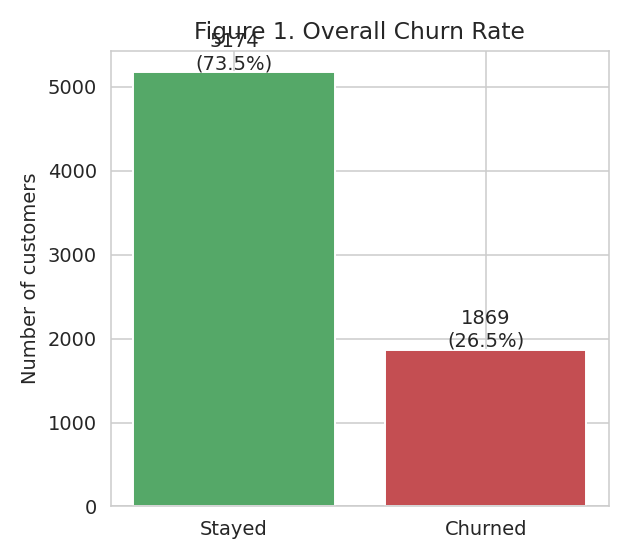 Figure 1. Overall Churn Rate
5174
(73.5%)
5000
4000
3000
2000
1000
0
Number of customers
1869
(26.5%)
Stayed
Churned